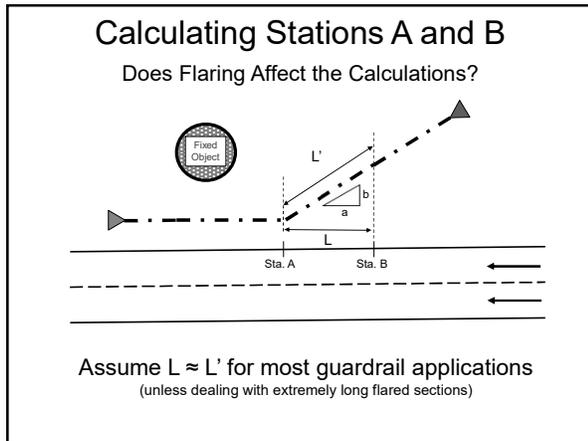 Calculating Stations A and B
Does Flaring Affect the Calculations?
Fixed
Object
L’
b
a
L
Sta. A
Sta. B
Assume L ≈ L’ for most guardrail applications
(unless dealing with extremely long flared sections)